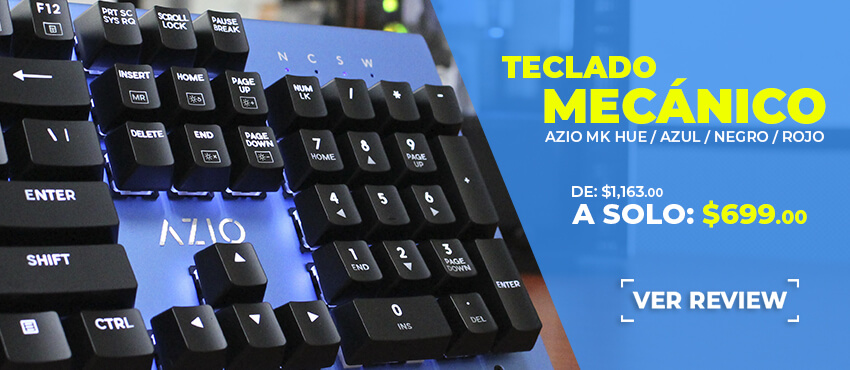 F12
PRT SC
SYS RQ
SCROLL
LOCK
PAUSE
BREAK
N C S W
INSERT
MR
HOME
PAGE
UP
NUM
LK
/
*
-
\ |
DELETE
END
PAGE
DOWN
7
HOME
8
9
PAGE
UP
+
ENTER
4
5
6
AZIO
SHIFT
1
END
2
3
PAGE
DOWN
ENTER
CTRL
0
INS
.
DEL
TECLADO
MECÁNICO
AZIO MK HUE / AZUL / NEGRO / ROJO
DE: $1,163.00
A SOLO: $699.00
VER REVIEW